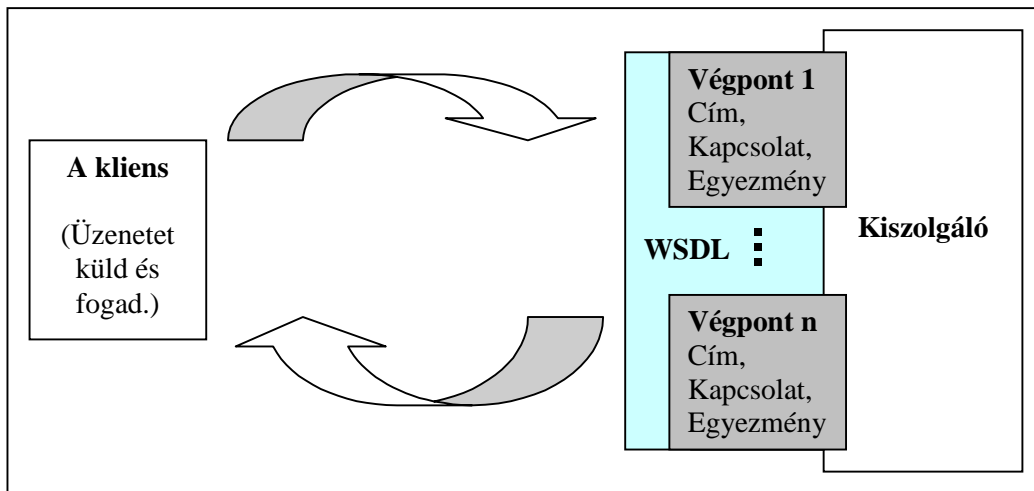 A kliens
(Üzenetet
küld és
fogad.)
Végpont 1
Cím,
Kapcsolat,
Egyezmény
WSDL
Végpont n
Cím,
Kapcsolat,
Egyezmény
Kiszolgáló